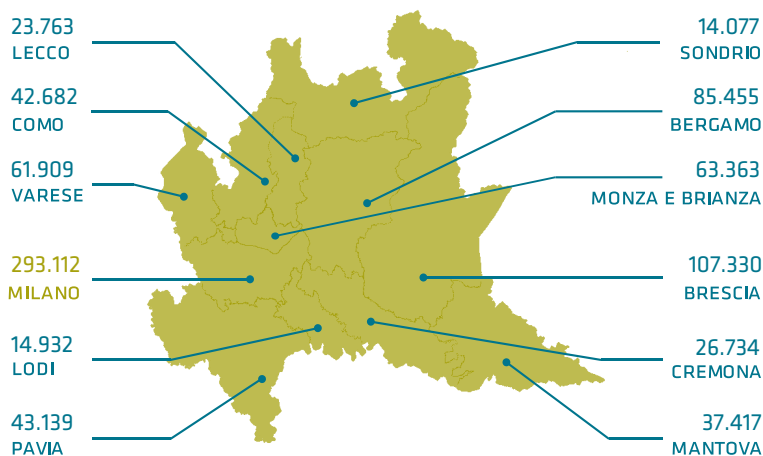 23.763
LECCO
42.682
COMO
61.909
VARESE
293.112
MILANO
14.932
LODI
43.139
PAVIA
14.077
SONDRIO
85.455
BERGAMO
63.363
MONZA E BRIANZA
107.330
BRESCIA
26.734
CREMONA
37.417
MANTOVA